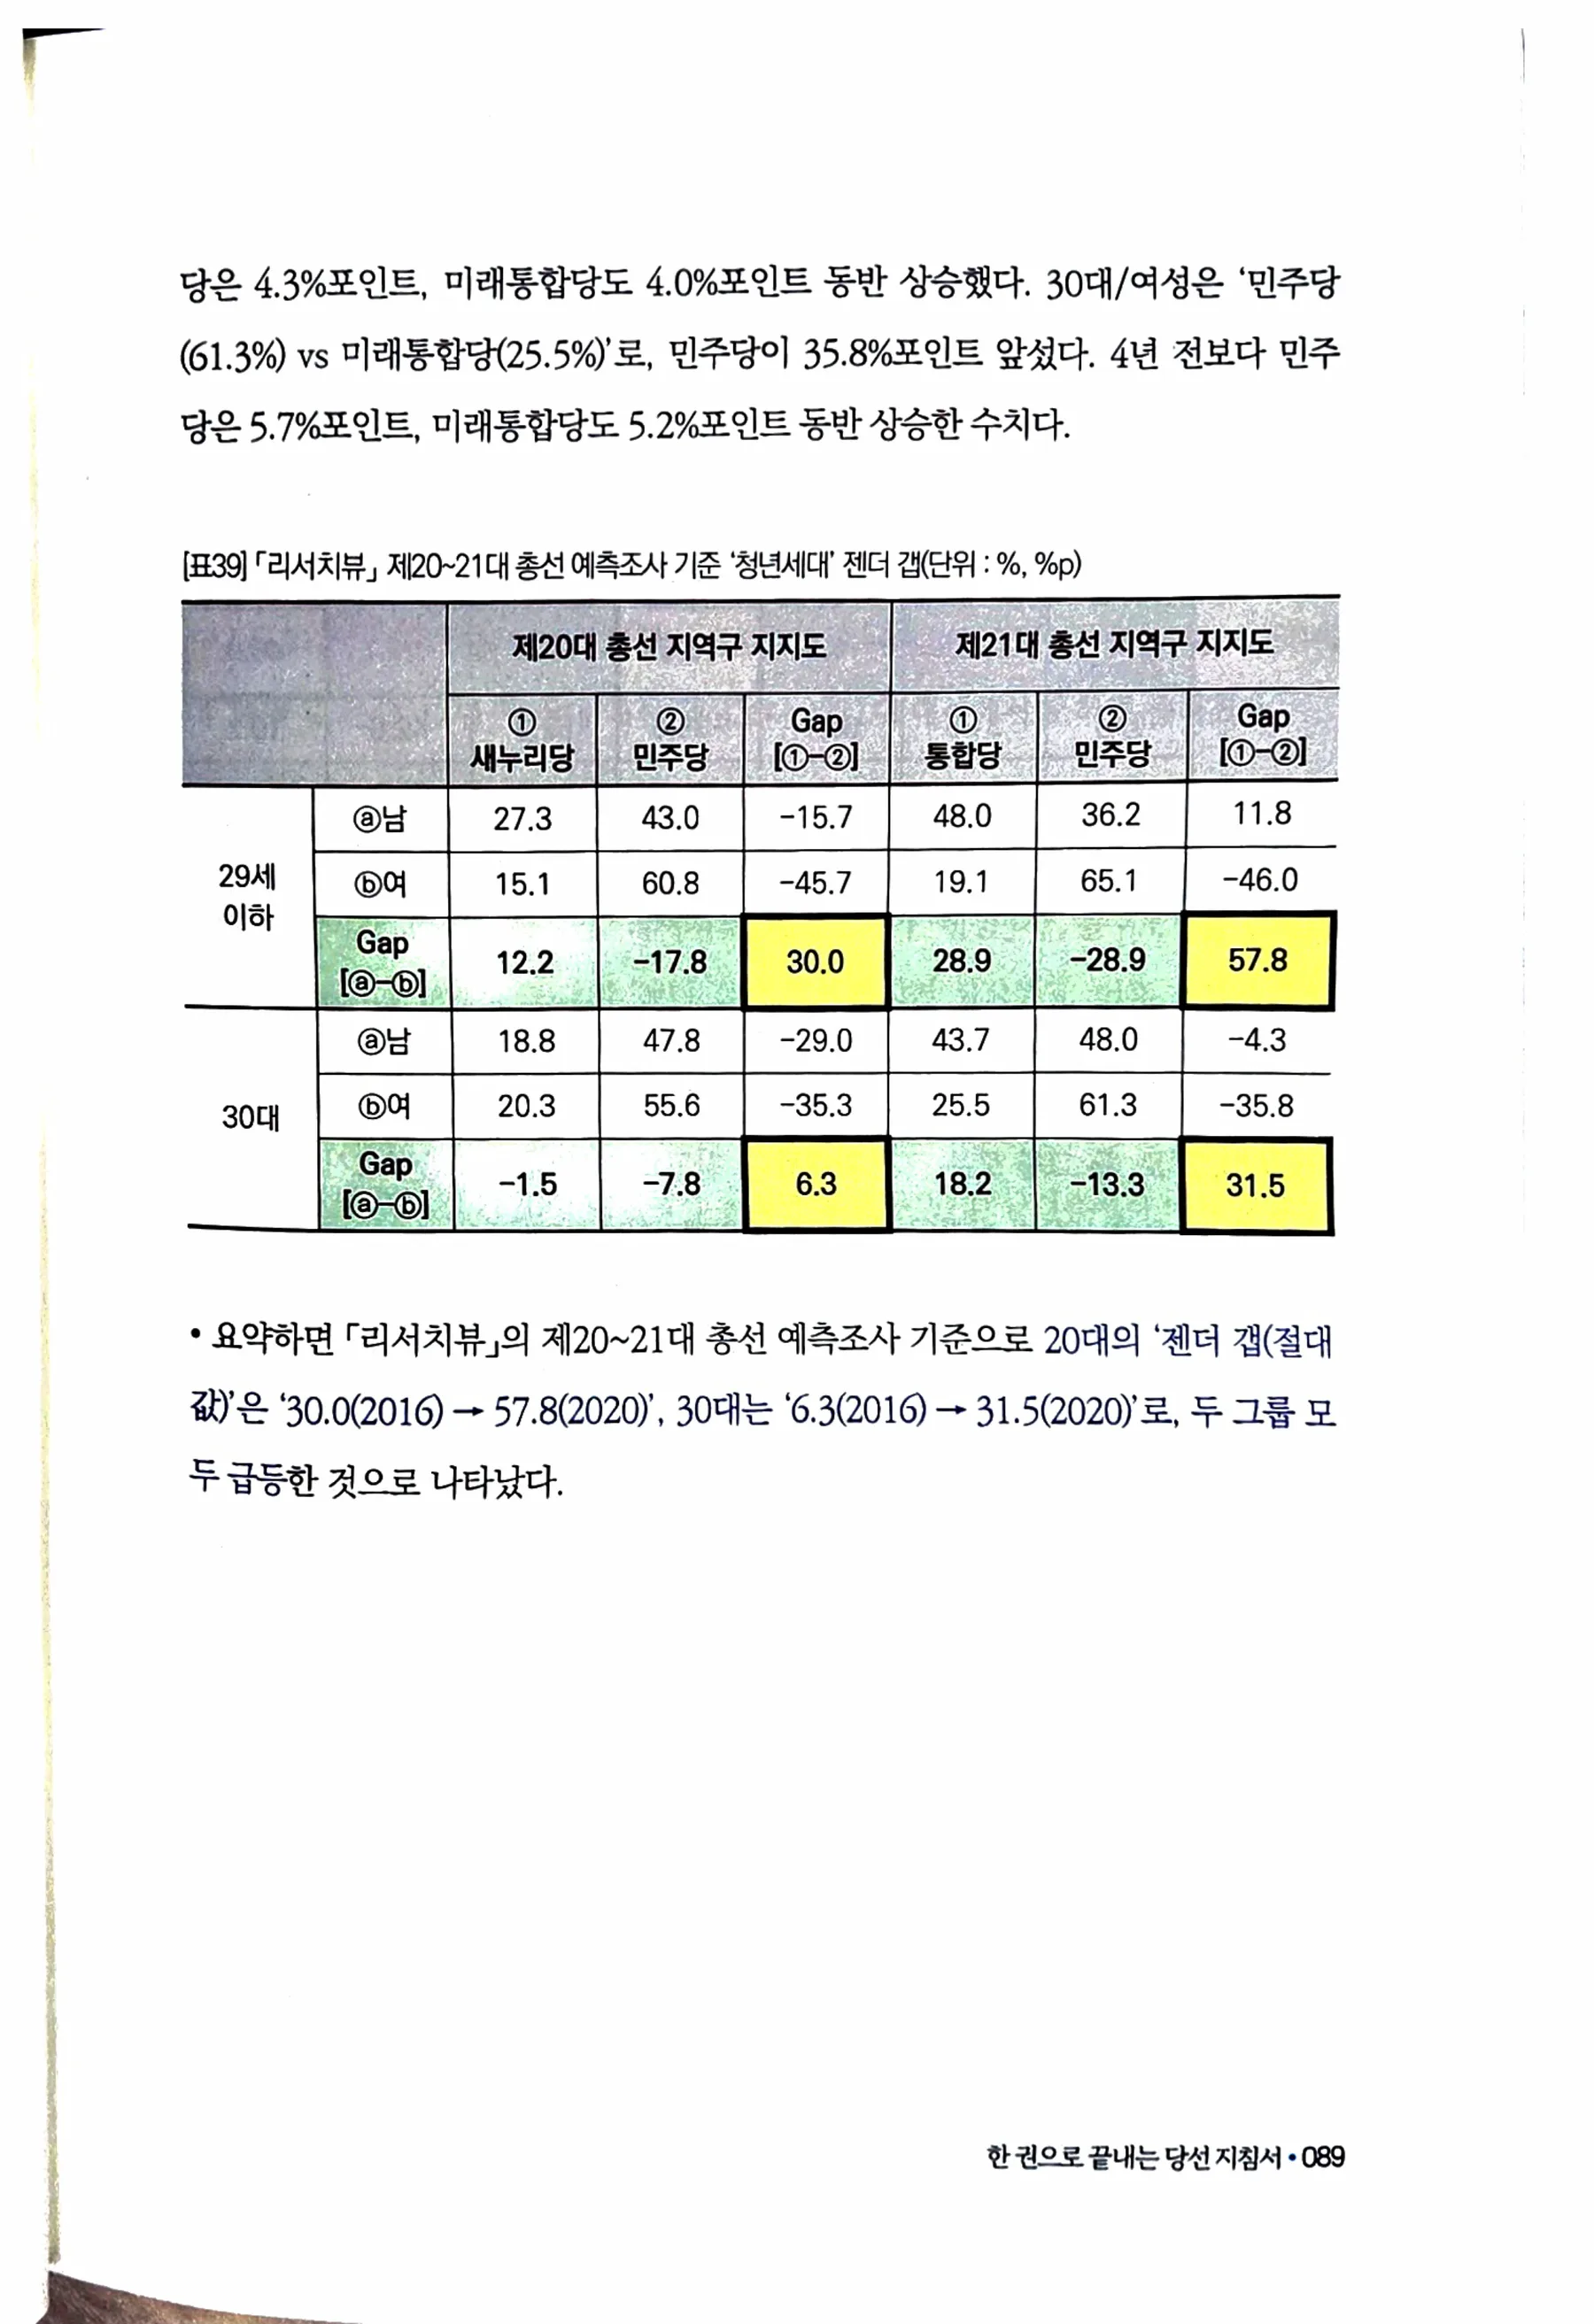 당은 4.3%포인트, 미래통합당도 4.0%포인트 동반 상승했다. 30대/여성은 ‘민주당
(61.3%) vs 미래통합당(25.5%)’로, 민주당이 35.8%포인트 앞섰다. 4년 전보다 민주
당은 5.7%포인트, 미래통합당도 5.2%포인트 동반 상승한 수치다.
[표39]「리서치뷰」 제20~21대 총선 예측조사 기준 ‘청년세대’ 젠더 갭(단위 : %, %p)
제20대 총선 지역구 지지도 제21대 총선 지역구 지지도
① ② Gap ① ② Gap
새누리당 민주당 [①-②] 통합당 민주당 [①-②]
29세
이하
ⓐ남 27.3 43.0 -15.7 48.0 36.2 11.8
ⓑ여 15.1 60.8 -45.7 19.1 65.1 -46.0
Gap
[ⓐ-ⓑ] 12.2 -17.8 30.0 28.9 -28.9 57.8
30대
ⓐ남 18.8 47.8 -29.0 43.7 48.0 -4.3
ⓑ여 20.3 55.6 -35.3 25.5 61.3 -35.8
Gap
[ⓐ-ⓑ] -1.5 -7.8 6.3 18.2 -13.3 31.5
• 요약하면 「리서치뷰」의 제20~21대 총선 예측조사 기준으로 20대의 ‘젠더 갭(절대
값)’은 ‘30.0(2016) → 57.8(2020)’, 30대는 ‘6.3(2016) → 31.5(2020)’로, 두 그룹 모
두 급등한 것으로 나타났다.
한 권으로 끝내는 당선 지침서 • 089